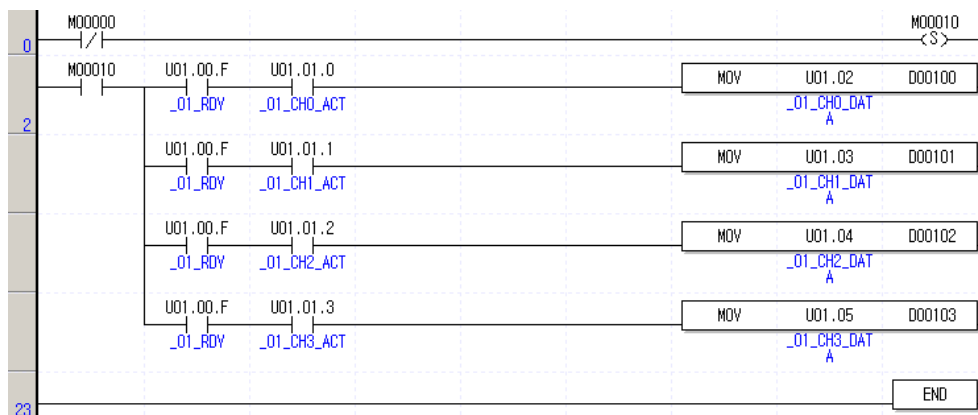 M00000 M00010
0 S
M00010 U01.00.F U01.01.0 MOV U01.02 D00100
_01_RDY _01_CH0_ACT _01_CH0_DAT
A
2
U01.00.F U01.01.1 MOV U01.03 D00101
_01_RDY _01_CH1_ACT _01_CH1_DAT
A
U01.00.F U01.01.2 MOV U01.04 D00102
_01_RDY _01_CH2_ACT _01_CH2_DAT
A
U01.00.F U01.01.3 MOV U01.05 D00103
_01_RDY _01_CH3_ACT _01_CH3_DAT
A
END
23